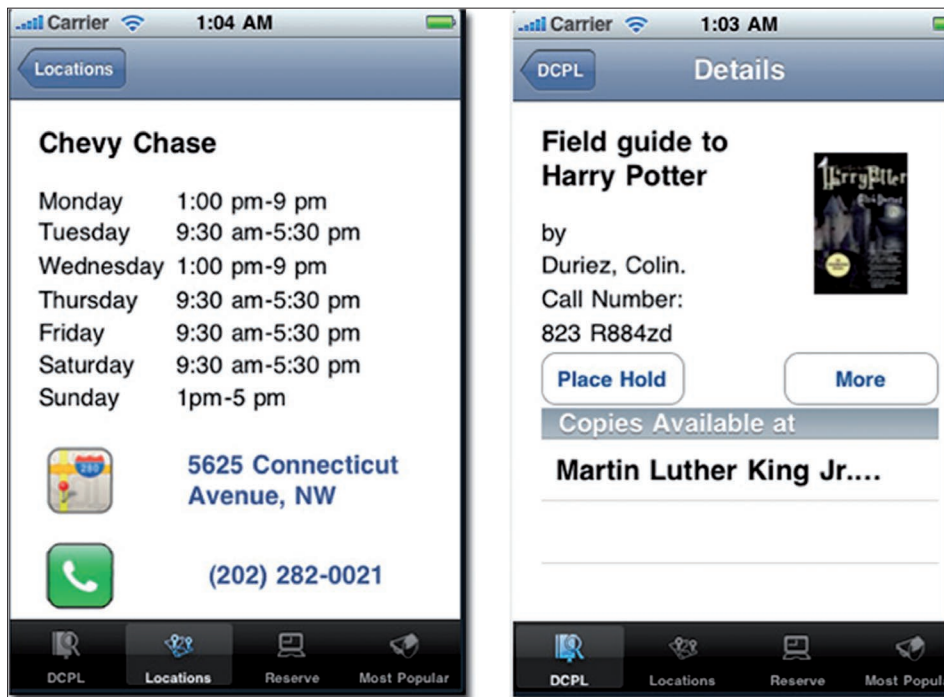 Carrier 1:04 AM
Locations
Chevy Chase
Monday 1:00 pm-9 pm
Tuesday 9:30 am-5:30 pm
Wednesday 1:00 pm-9 pm
Thursday 9:30 am-5:30 pm
Friday 9:30 am-5:30 pm
Saturday 9:30 am-5:30 pm
Sunday 1pm-5 pm
280
5625 Connecticut
Avenue, NW
(202) 282-0021
DCPL Locations Reserve Most Popular
Carrier 1:03 AM
DCPL Details
Field guide to
Harry Potter
by
Duriez, Colin.
Call Number:
823 R884zd
Place Hold More
Copies Available at
Martin Luther King Jr....
DCPL Locations Reserve Most Popul